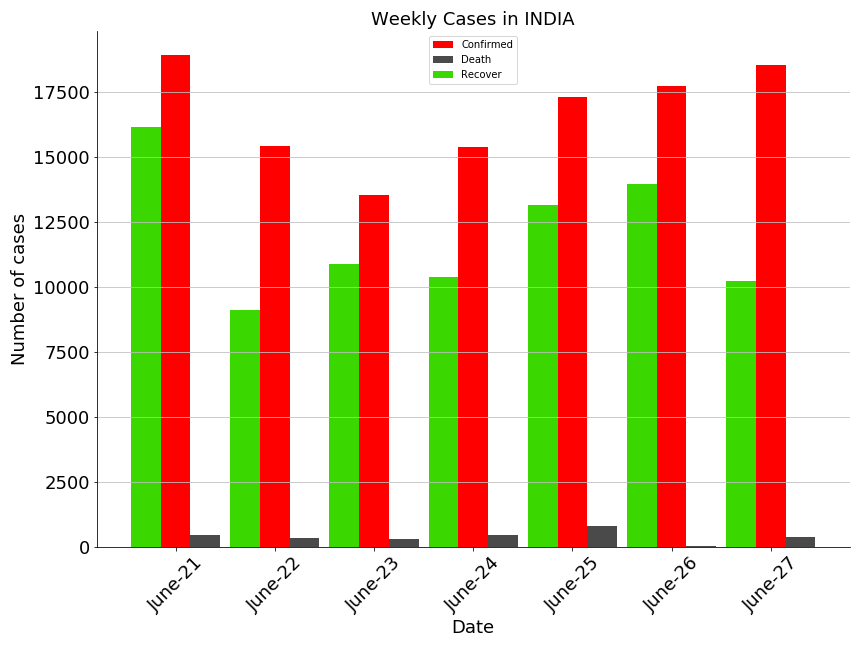 Weekly Cases in INDIA
Confirmed
Death
Recover
Number of cases
17500
15000
12500
10000
7500
5000
2500
0
June-21
June-22
June-23
June-24
June-25
June-26
June-27
Date